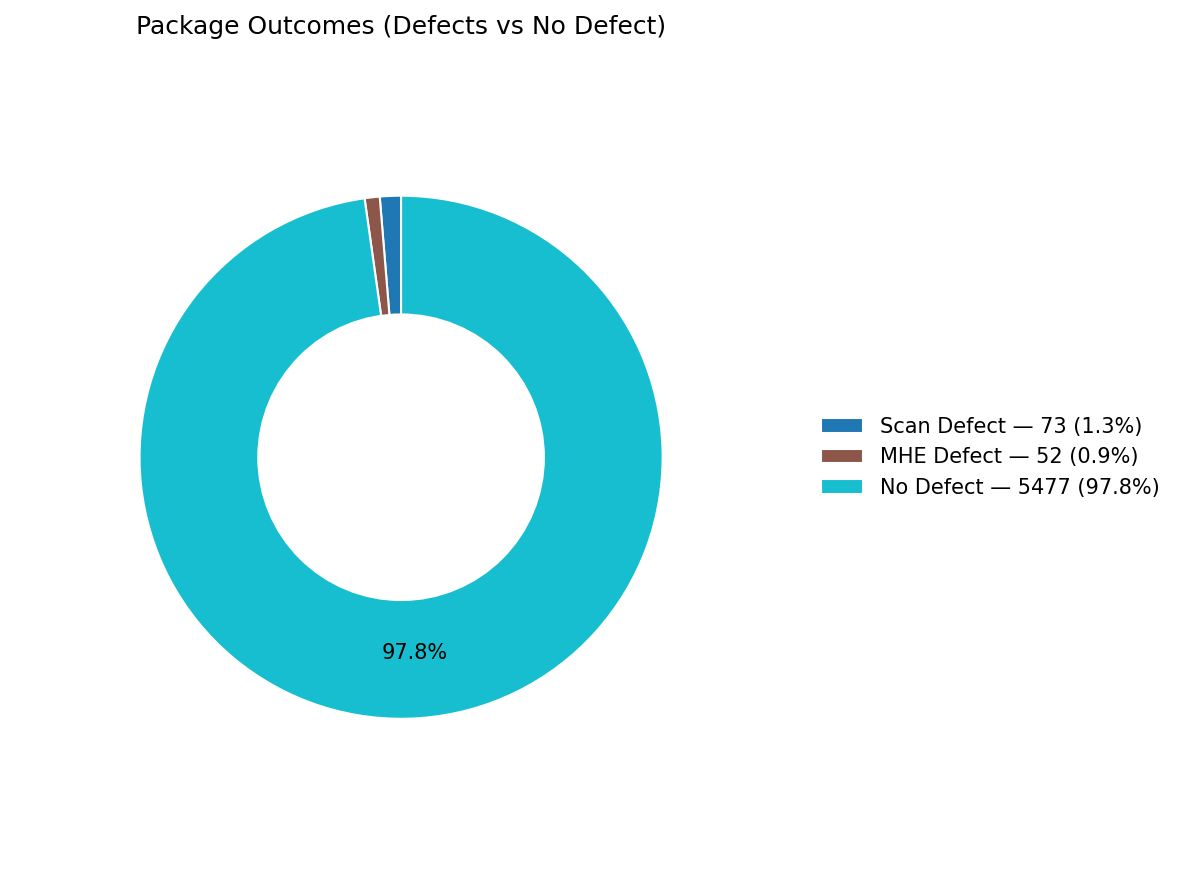 Package Outcomes (Defects vs No Defect)
Scan Defect — 73 (1.3%)
MHE Defect — 52 (0.9%)
No Defect — 5477 (97.8%)
97.8%